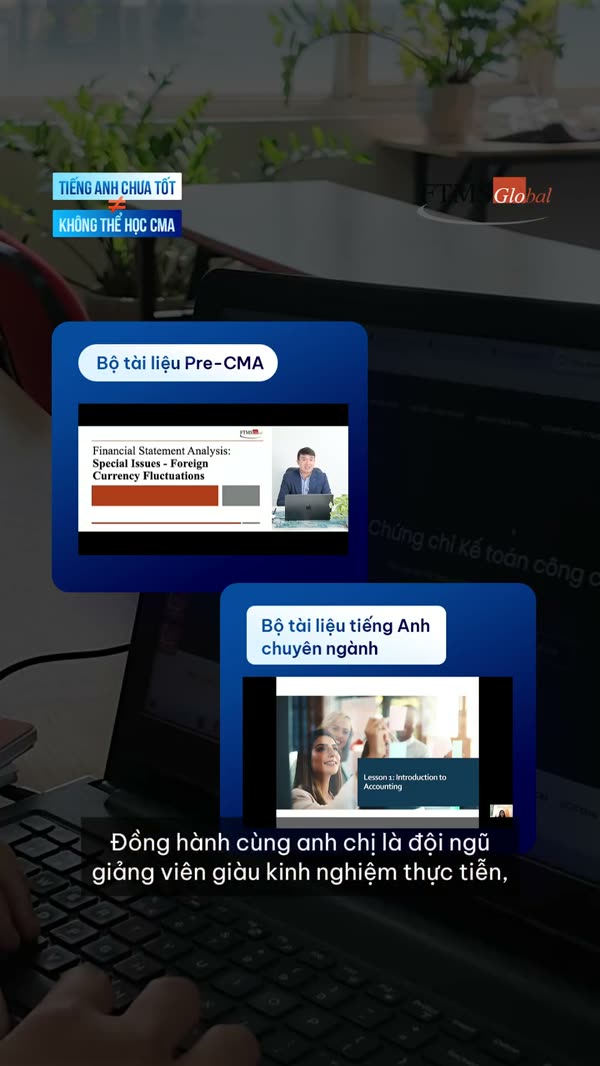 TIẾNG ANH CHƯA TỐT
≠
KHÔNG THỂ HỌC CMA
FTMS Global
Bộ tài liệu Pre-CMA
FTMS Global
Financial Statement Analysis:
Special Issues - Foreign
Currency Fluctuations
Chứng chỉ Kế toán công c
Bộ tài liệu tiếng Anh
chuyên ngành
Lesson 1: Introduction to
Accounting
Đồng hành cùng anh chị là đội ngũ
giảng viên giàu kinh nghiệm thực tiễn,